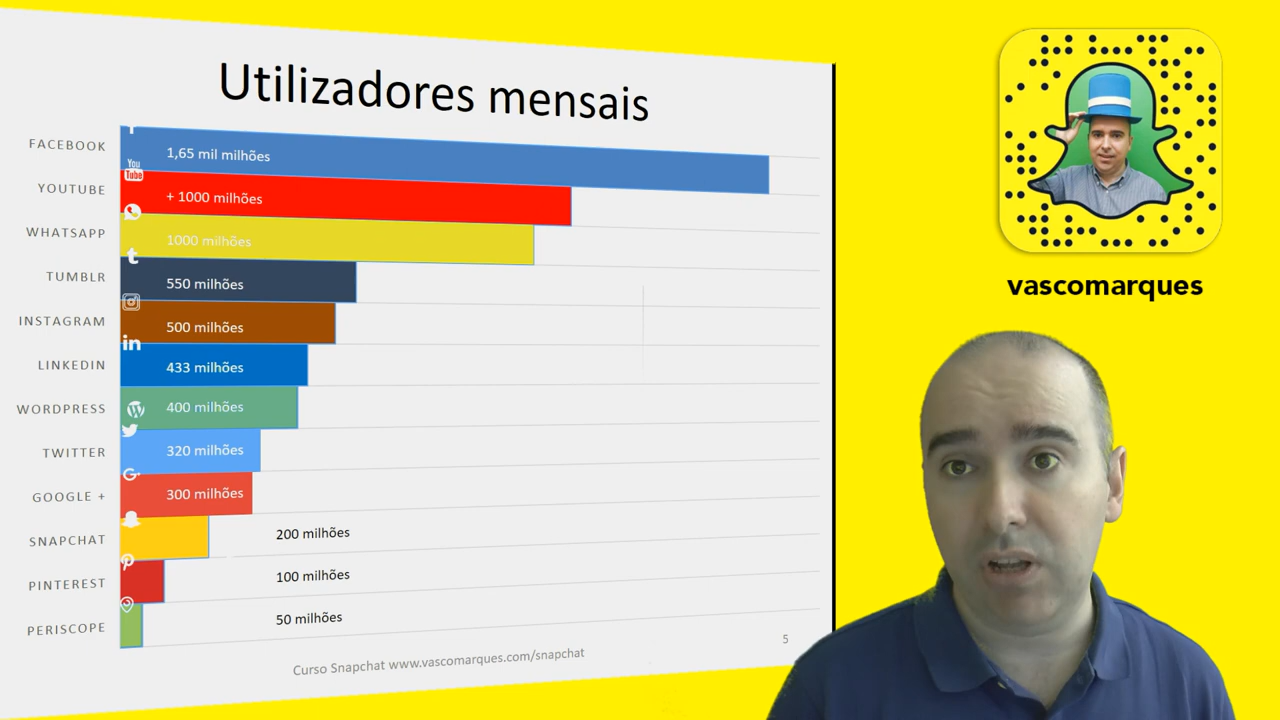 Utilizadores mensais
FACEBOOK
1,65 mil milhões
You
Tube
YOUTUBE
+ 1000 milhões
WHATSAPP
1000 milhões
TUMBLR
550 milhões
INSTAGRAM
500 milhões
in
LINKEDIN
433 milhões
WORDPRESS
400 milhões
TWITTER
320 milhões
GOOGLE +
300 milhões
SNAPCHAT
200 milhões
PINTEREST
100 milhões
PERISCOPE
50 milhões
Curso Snapchat www.vascomarques.com/snapchat
5
vascomarques